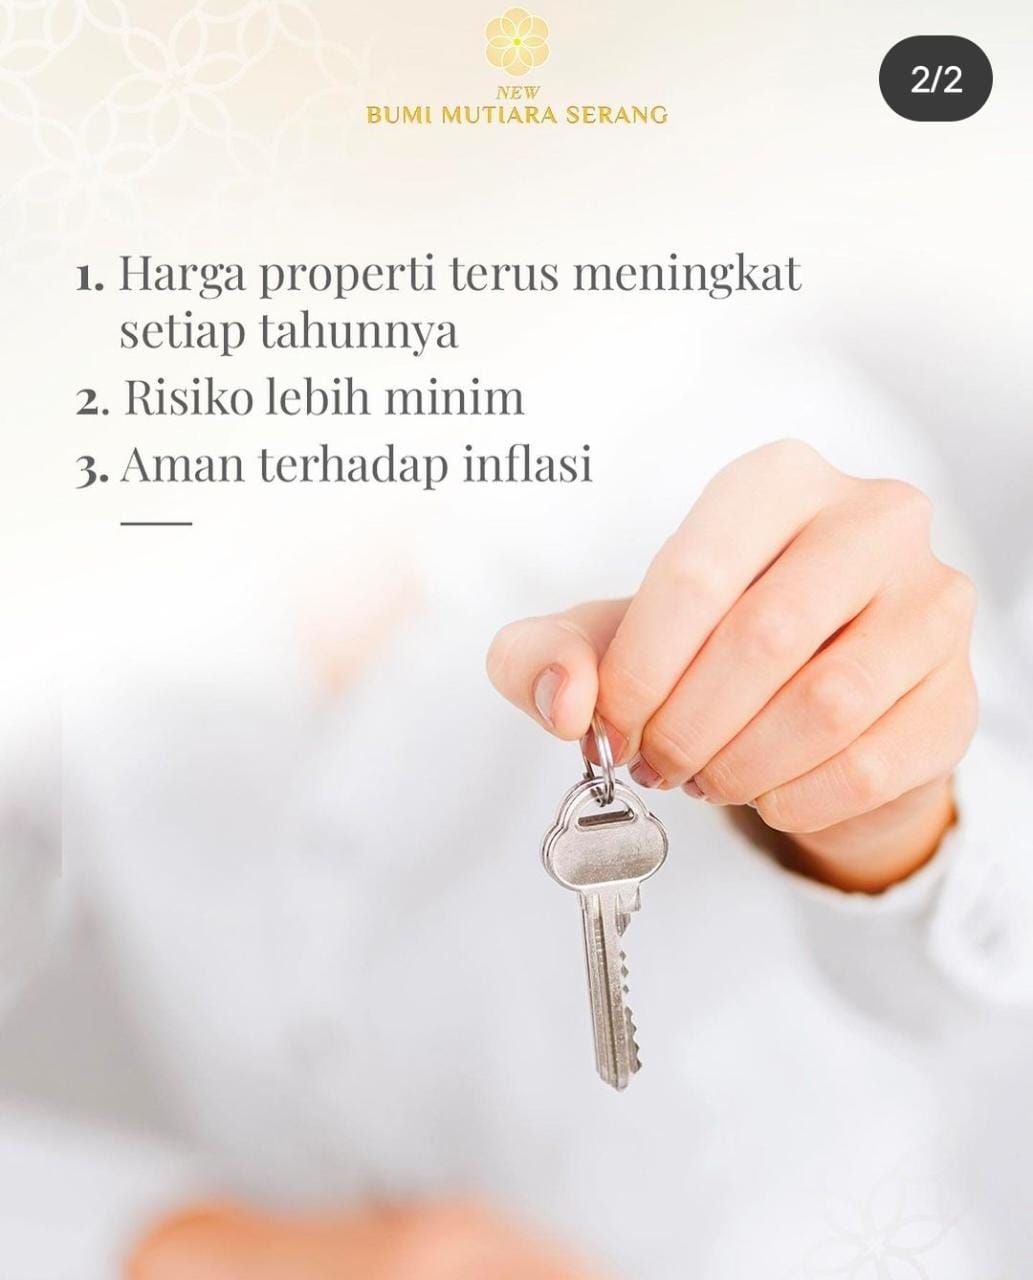 NEW
BUMI MUTIARA SERANG
2/2
1. Harga properti terus meningkat
setiap tahunnya
2. Risiko lebih minim
3. Aman terhadap inflasi